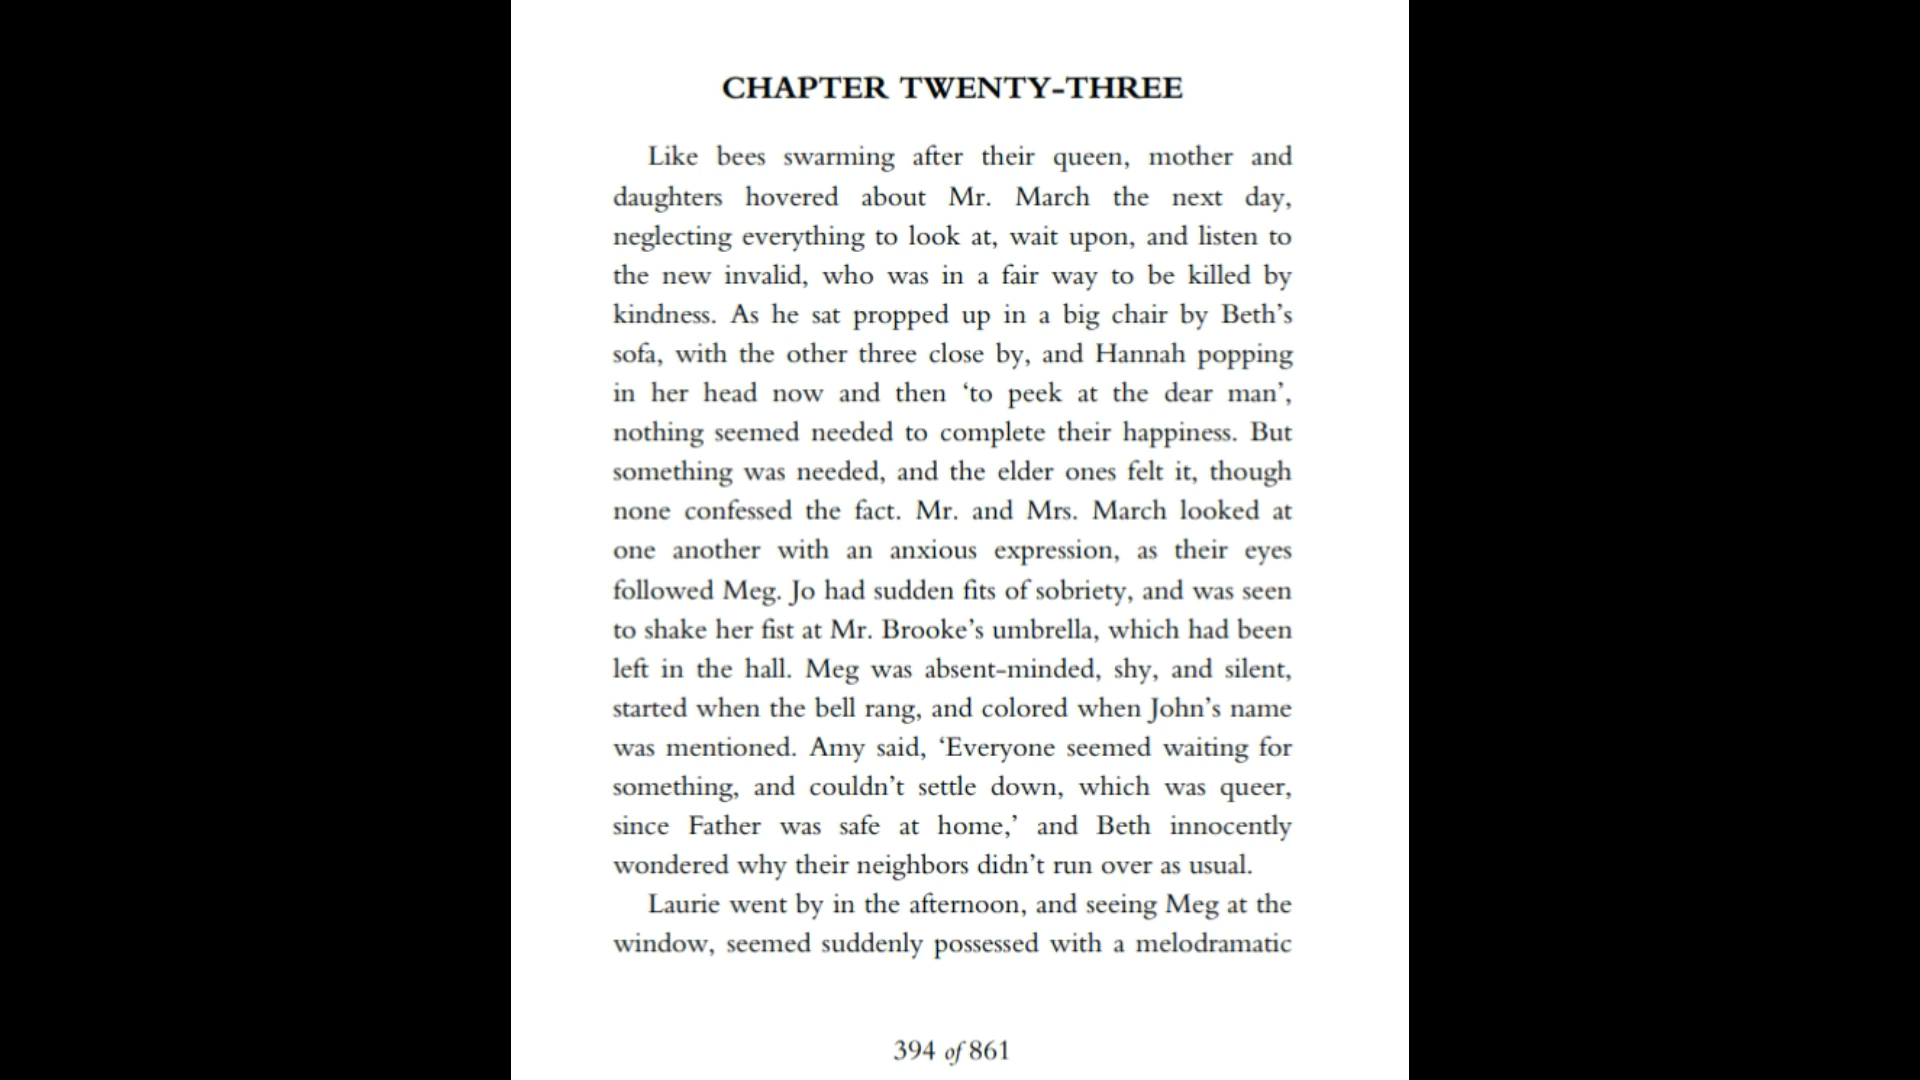 CHAPTER TWENTY-THREE
Like bees swarming after their queen, mother and
daughters hovered about Mr. March the next day,
neglecting everything to look at, wait upon, and listen to
the new invalid, who was in a fair way to be killed by
kindness. As he sat propped up in a big chair by Beth’s
sofa, with the other three close by, and Hannah popping
in her head now and then ‘to peek at the dear man’,
nothing seemed needed to complete their happiness. But
something was needed, and the elder ones felt it, though
none confessed the fact. Mr. and Mrs. March looked at
one another with an anxious expression, as their eyes
followed Meg. Jo had sudden fits of sobriety, and was seen
to shake her fist at Mr. Brooke’s umbrella, which had been
left in the hall. Meg was absent-minded, shy, and silent,
started when the bell rang, and colored when John’s name
was mentioned. Amy said, ‘Everyone seemed waiting for
something, and couldn’t settle down, which was queer,
since Father was safe at home,’ and Beth innocently
wondered why their neighbors didn’t run over as usual.
Laurie went by in the afternoon, and seeing Meg at the
window, seemed suddenly possessed with a melodramatic
394 of 861